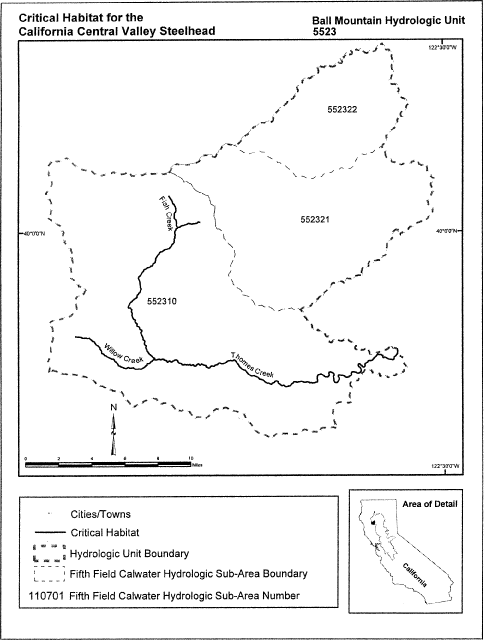 Critical Habitat for the
California Central Valley Steelhead
Ball Mountain Hydrologic Unit
5523
122°30'0"W
552322
552321
Fish Creek
40°0'0"N
40°0'0"N
552310
Willow Creek
Thomes Creek
N
0 2 4 6 8 10
Miles
122°30'0"W
Cities/Towns
Critical Habitat
Hydrologic Unit Boundary
Fifth Field Calwater Hydrologic Sub-Area Boundary
110701 Fifth Field Calwater Hydrologic Sub-Area Number
Area of Detail
California